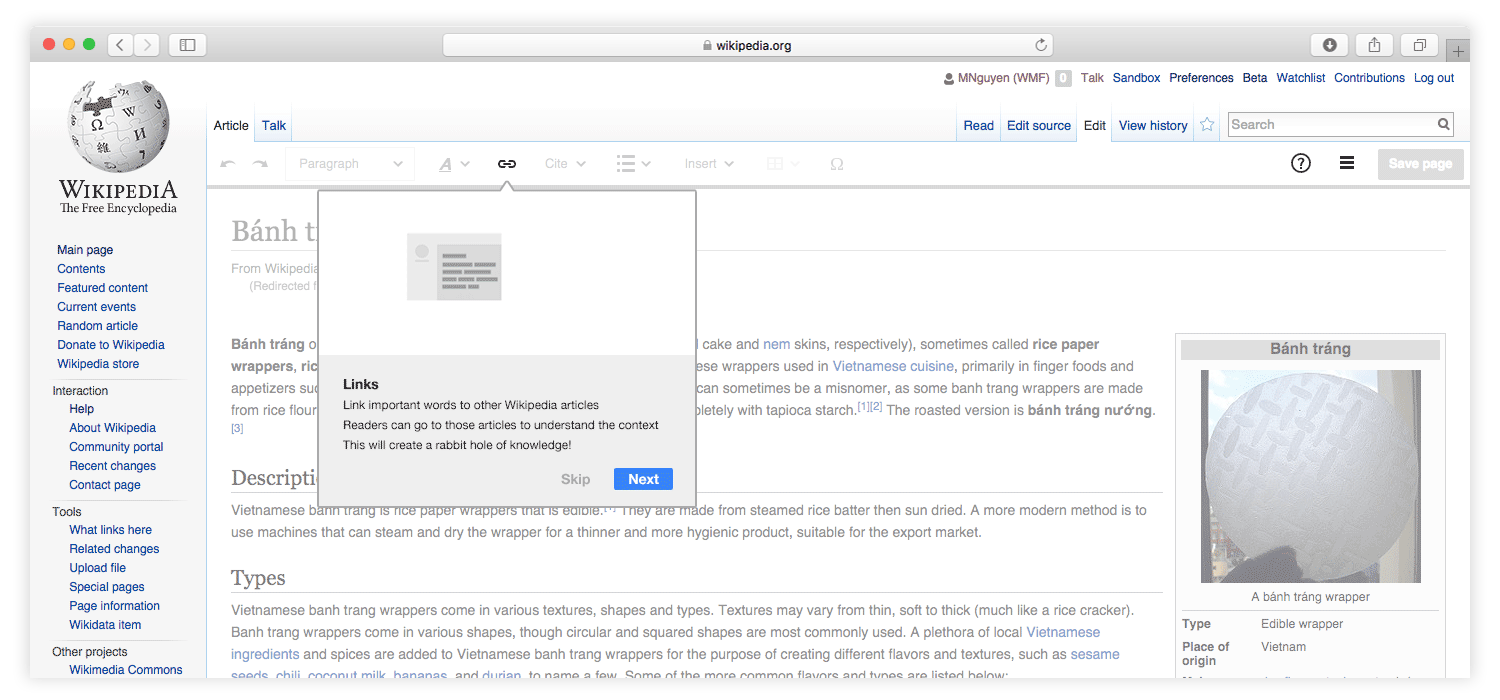 wikipedia.org
MNguyen (WMF) 0 Talk Sandbox Preferences Beta Watchlist Contributions Log out
WIKIPEDIA
The Free Encyclopedia
Article Talk
Read Edit source Edit View history Search
Paragraph A Cite Insert Ω ? Save page
Main page
Contents
Featured content
Current events
Random article
Donate to Wikipedia
Wikipedia store
Interaction
Help
About Wikipedia
Community portal
Recent changes
Contact page
Tools
What links here
Related changes
Upload file
Special pages
Page information
Wikidata item
Other projects
Wikimedia Commons
Bánh t
From Wikipedia
(Redirected f
Links
Link important words to other Wikipedia articles
Readers can go to those articles to understand the context
This will create a rabbit hole of knowledge!
Skip Next
Bánh tráng o cake and nem skins, respectively), sometimes called rice paper
wrappers, ric ese wrappers used in Vietnamese cuisine, primarily in finger foods and
appetizers suc can sometimes be a misnomer, as some banh trang wrappers are made
from rice flour pletely with tapioca starch.[1][2] The roasted version is bánh tráng nướng.
[3]
Descripti
Vietnamese banh trang is rice paper wrappers that is edible. They are made from steamed rice batter then sun dried. A more modern method is to
use machines that can steam and dry the wrapper for a thinner and more hygienic product, suitable for the export market.
Types
Vietnamese banh trang wrappers come in various textures, shapes and types. Textures may vary from thin, soft to thick (much like a rice cracker).
Banh trang wrappers come in various shapes, though circular and squared shapes are most commonly used. A plethora of local Vietnamese
ingredients and spices are added to Vietnamese banh trang wrappers for the purpose of creating different flavors and textures, such as sesame
seeds, chili, coconut milk, bananas, and durian, to name a few. Some of the more common flavors and types are listed below:
Bánh tráng
A bánh tráng wrapper
Type Edible wrapper
Place of Vietnam
origin